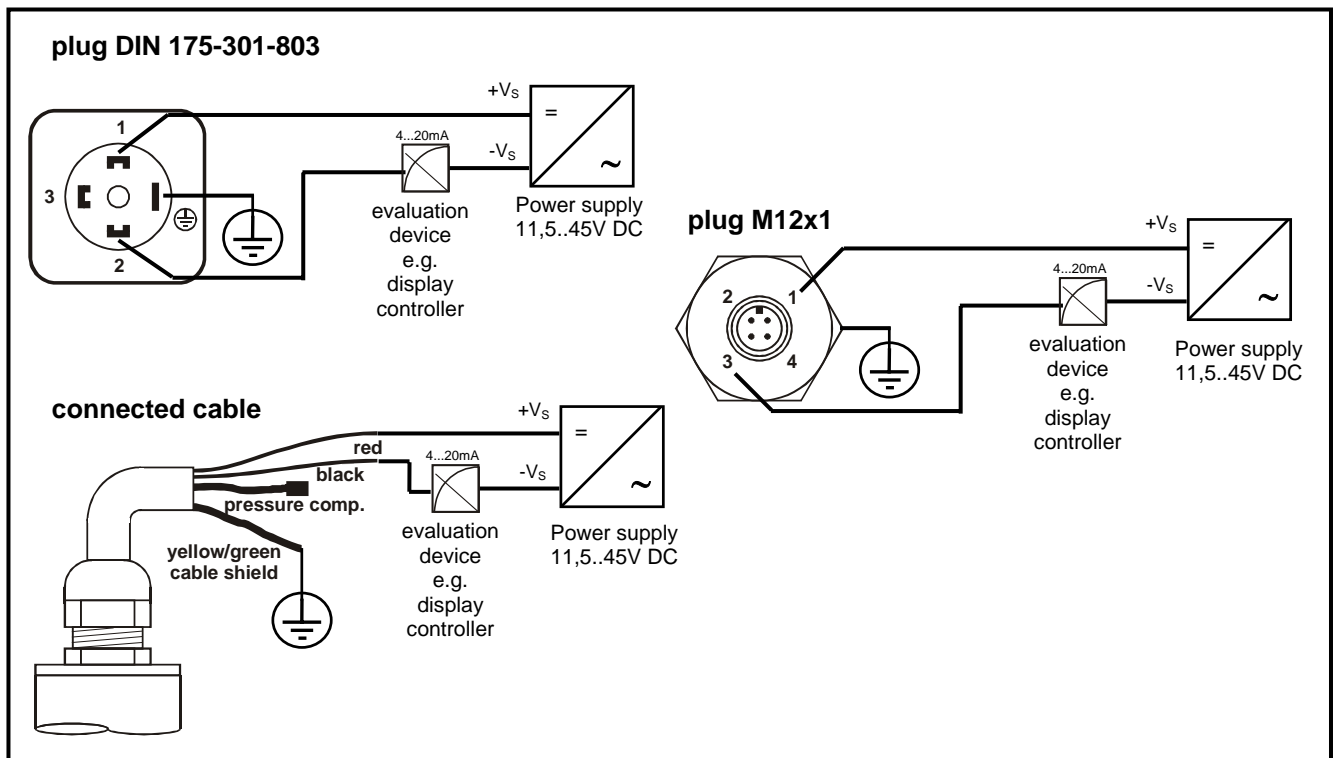 plug DIN 175-301-803
1
3
2
+VS
=
4...20mA
-VS
~
evaluation
device
e.g.
display
controller
Power supply
11,5..45V DC
plug M12x1
2
1
3
4
+VS
=
4...20mA
-VS
~
evaluation
device
e.g.
display
controller
Power supply
11,5..45V DC
connected cable
red
black
pressure comp.
yellow/green
cable shield
+VS
=
4...20mA
-VS
~
evaluation
device
e.g.
display
controller
Power supply
11,5..45V DC